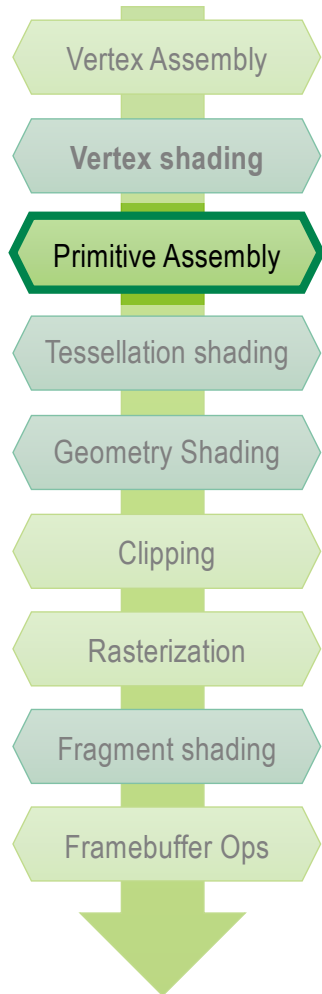 Vertex Assembly
Vertex shading
Primitive Assembly
Tessellation shading
Geometry Shading
Clipping
Rasterization
Fragment shading
Framebuffer Ops